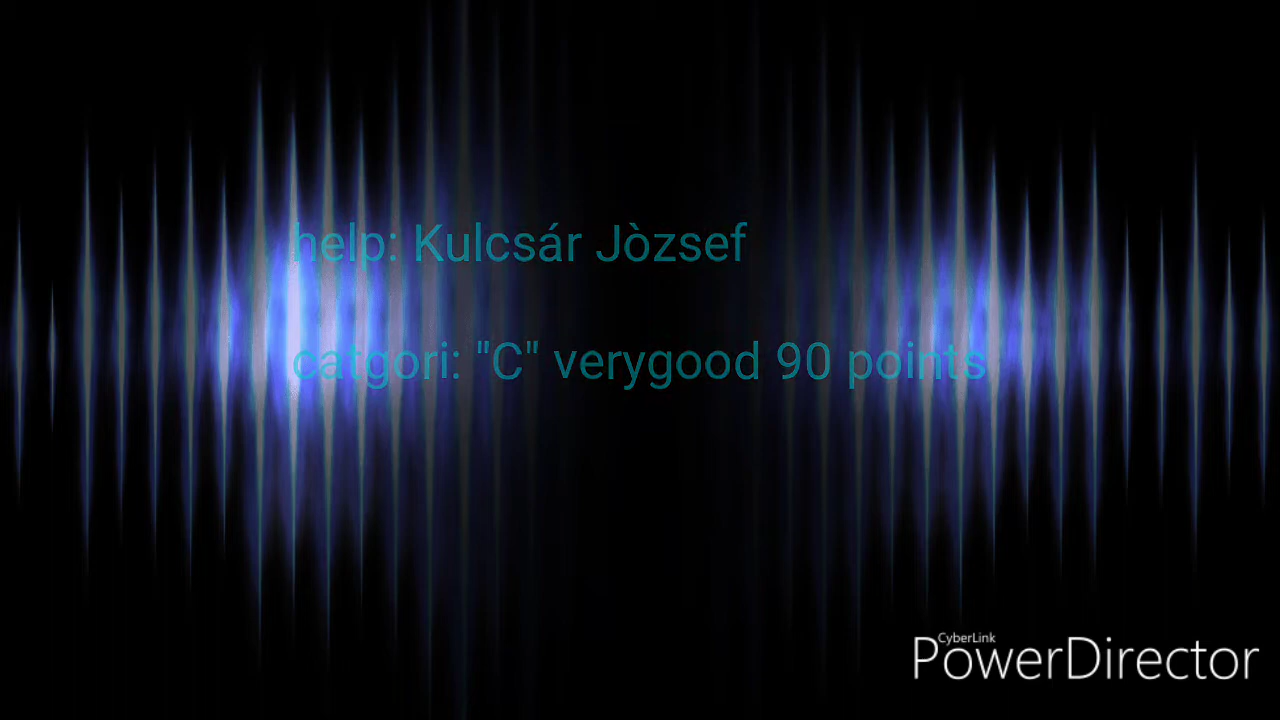 help: Kulcsár Jòzsef
catgori: "C" verygood 90 points
CyberLink
PowerDirector